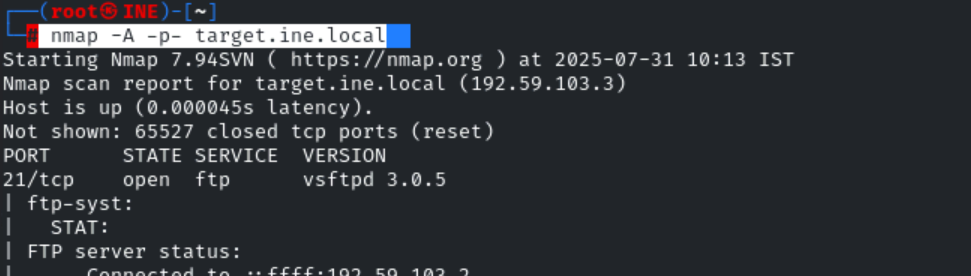 ┌──(root㉿INE)-[~]
└─# nmap -A -p- target.ine.local
Starting Nmap 7.94SVN ( https://nmap.org ) at 2025-07-31 10:13 IST
Nmap scan report for target.ine.local (192.59.103.3)
Host is up (0.000045s latency).
Not shown: 65527 closed tcp ports (reset)
PORT      STATE SERVICE  VERSION
21/tcp    open  ftp      vsftpd 3.0.5
| ftp-syst:
|   STAT:
| FTP server status:
|      Connected to ::ffff:192.59.103.2